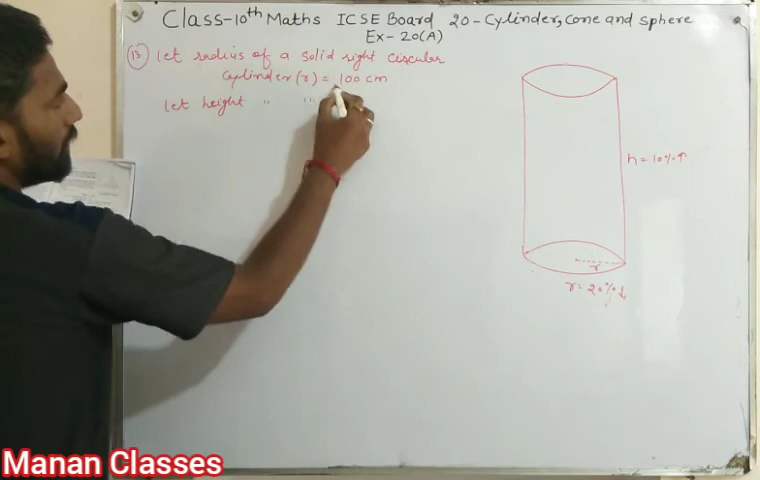 Class-10th Maths ICSE Board 20-Cylinder, Cone and Sphere
Ex-20(A)
13 Let radius of a solid right circular
cylinder (r) = 100 cm
Let height " "
h = 10% ↑
r
r = 20% ↓
Manan Classes